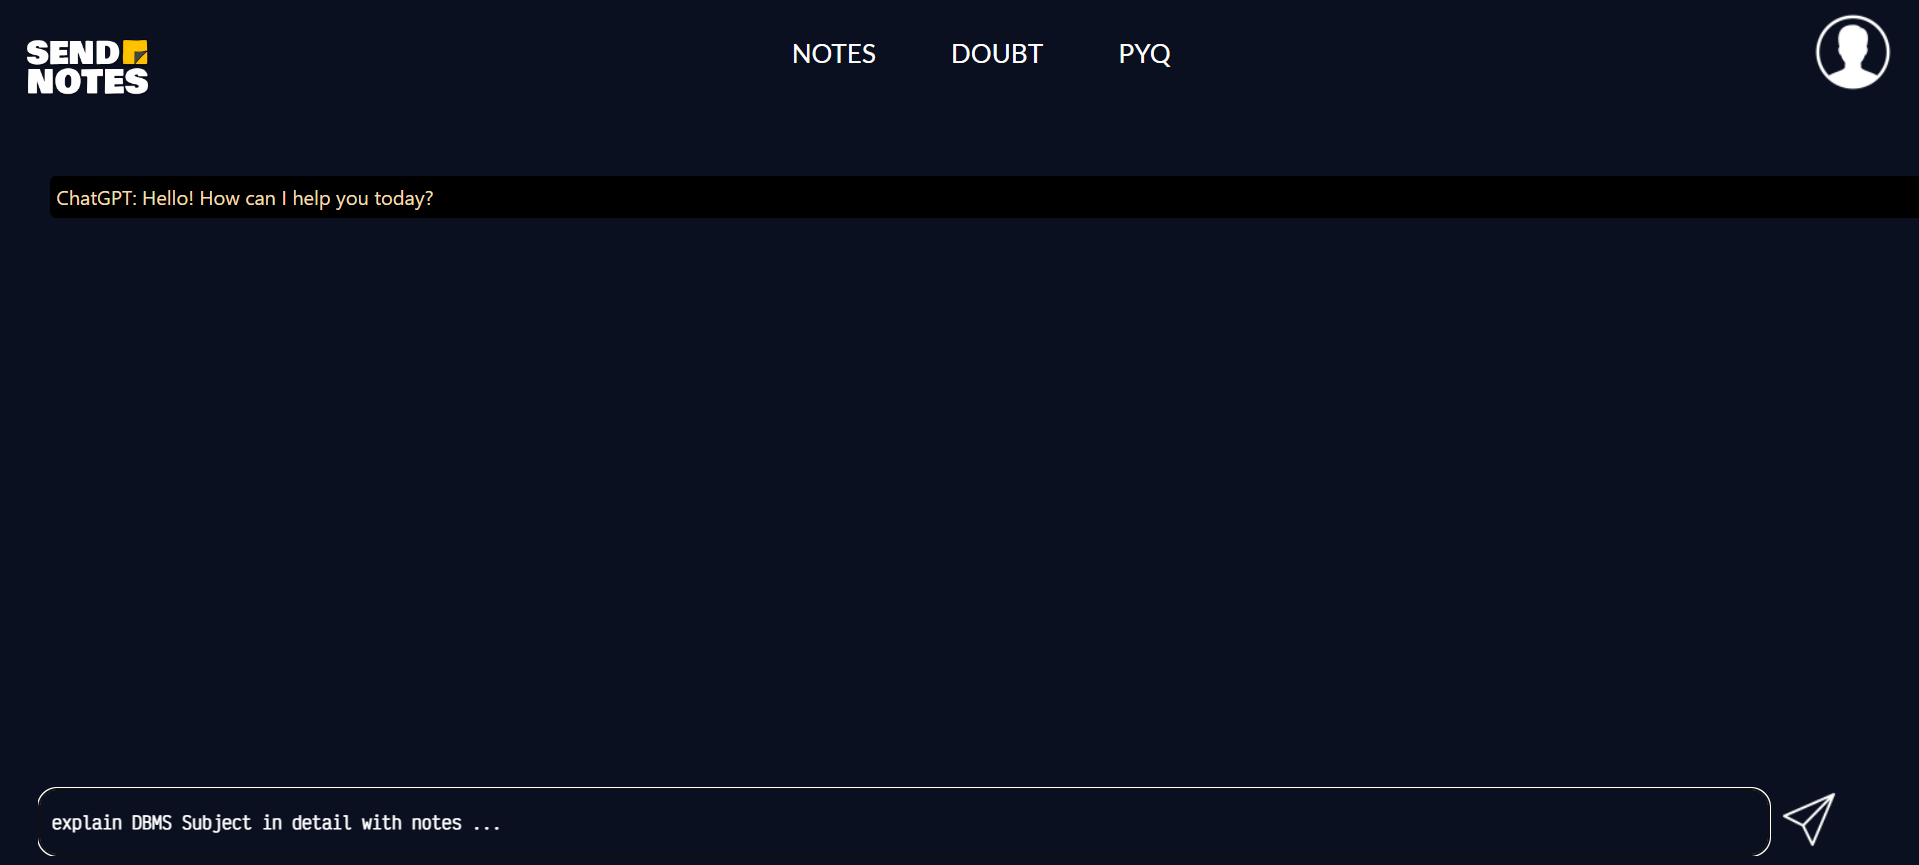 SEND
NOTES
NOTES DOUBT PYQ
ChatGPT: Hello! How can I help you today?
explain DBMS Subject in detail with notes ...